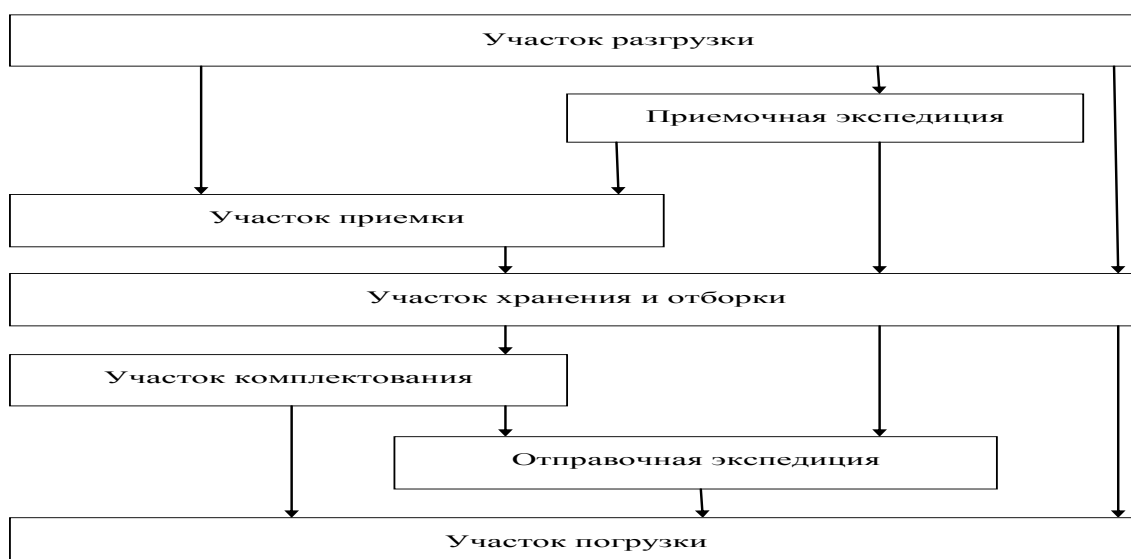 Участок разгрузки
Приемочная экспедиция
Участок приемки
Участок хранения и отборки
Участок комплектования
Отправочная экспедиция
Участок погрузки